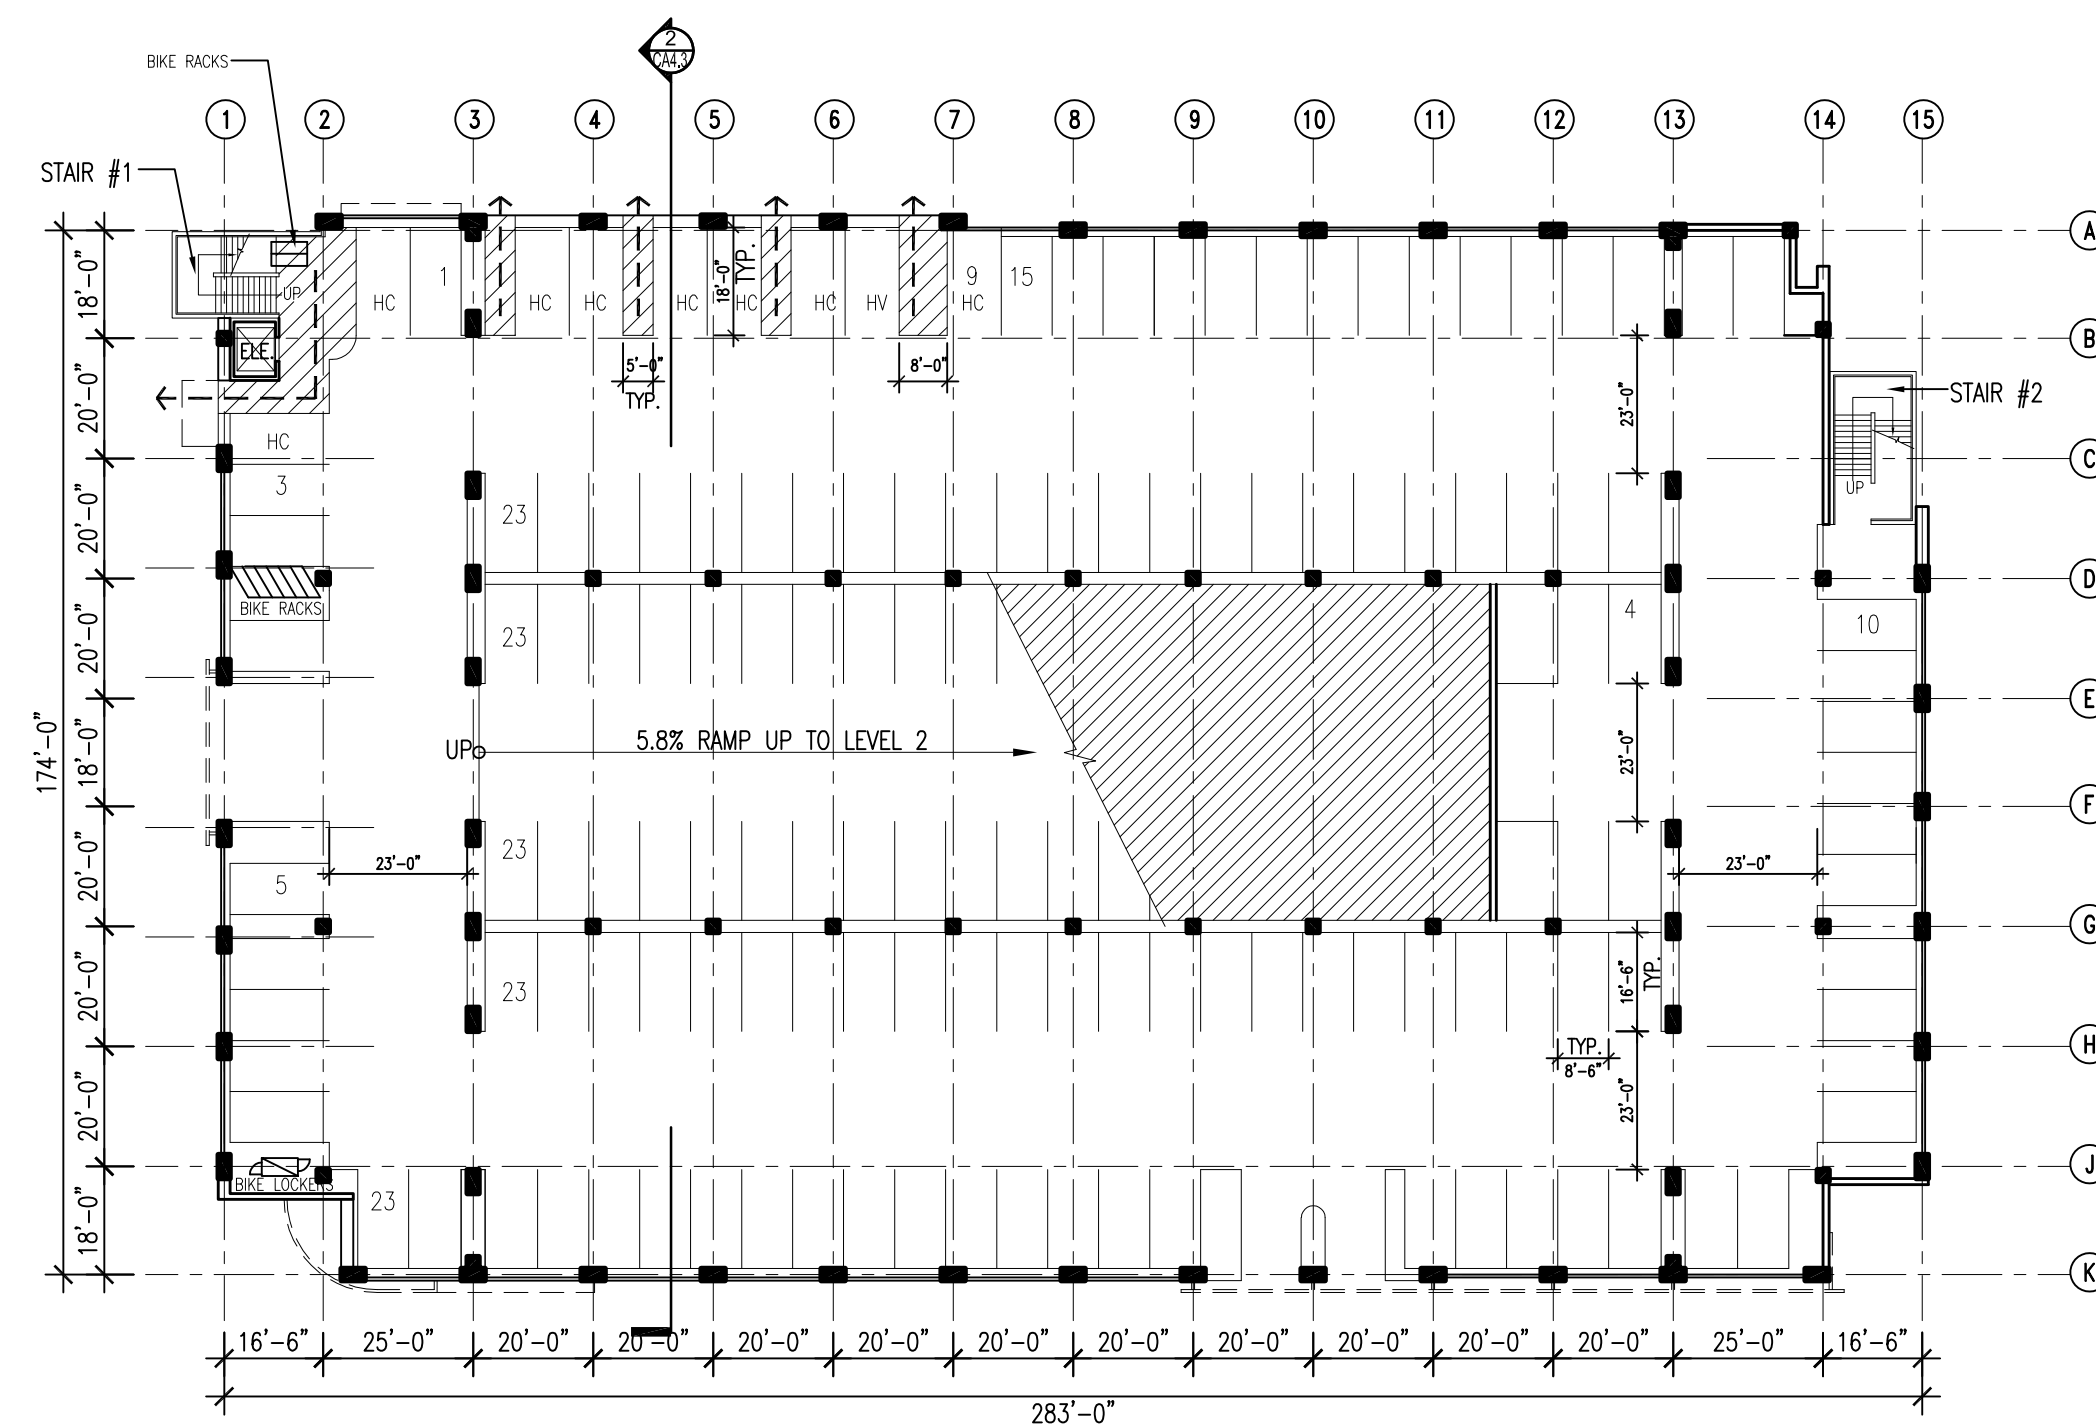 2
CA4.3
BIKE RACKS
1 2 3 4 5 6 7 8 9 10 11 12 13 14 15
STAIR #1
A
UP
HC
1
HC
HC
HC
HC
HC
HV
9
HC
15
18'-0"
TYP.
18'-0"
B
ELE.
5'-0"
TYP.
8'-0"
STAIR #2
20'-0"
23'-0"
HC
C
3
UP
23
20'-0"
D
BIKE RACKS
4
10
23
20'-0"
E
174'-0"
UP
5.8% RAMP UP TO LEVEL 2
18'-0"
23'-0"
F
23
23'-0"
23'-0"
5
20'-0"
G
23
16'-6"
TYP.
20'-0"
H
TYP.
8'-6"
23'-0"
20'-0"
J
BIKE LOCKERS
23
18'-0"
K
16'-6" 25'-0" 20'-0" 20'-0" 20'-0" 20'-0" 20'-0" 20'-0" 20'-0" 20'-0" 20'-0" 20'-0" 25'-0" 16'-6"
283'-0"